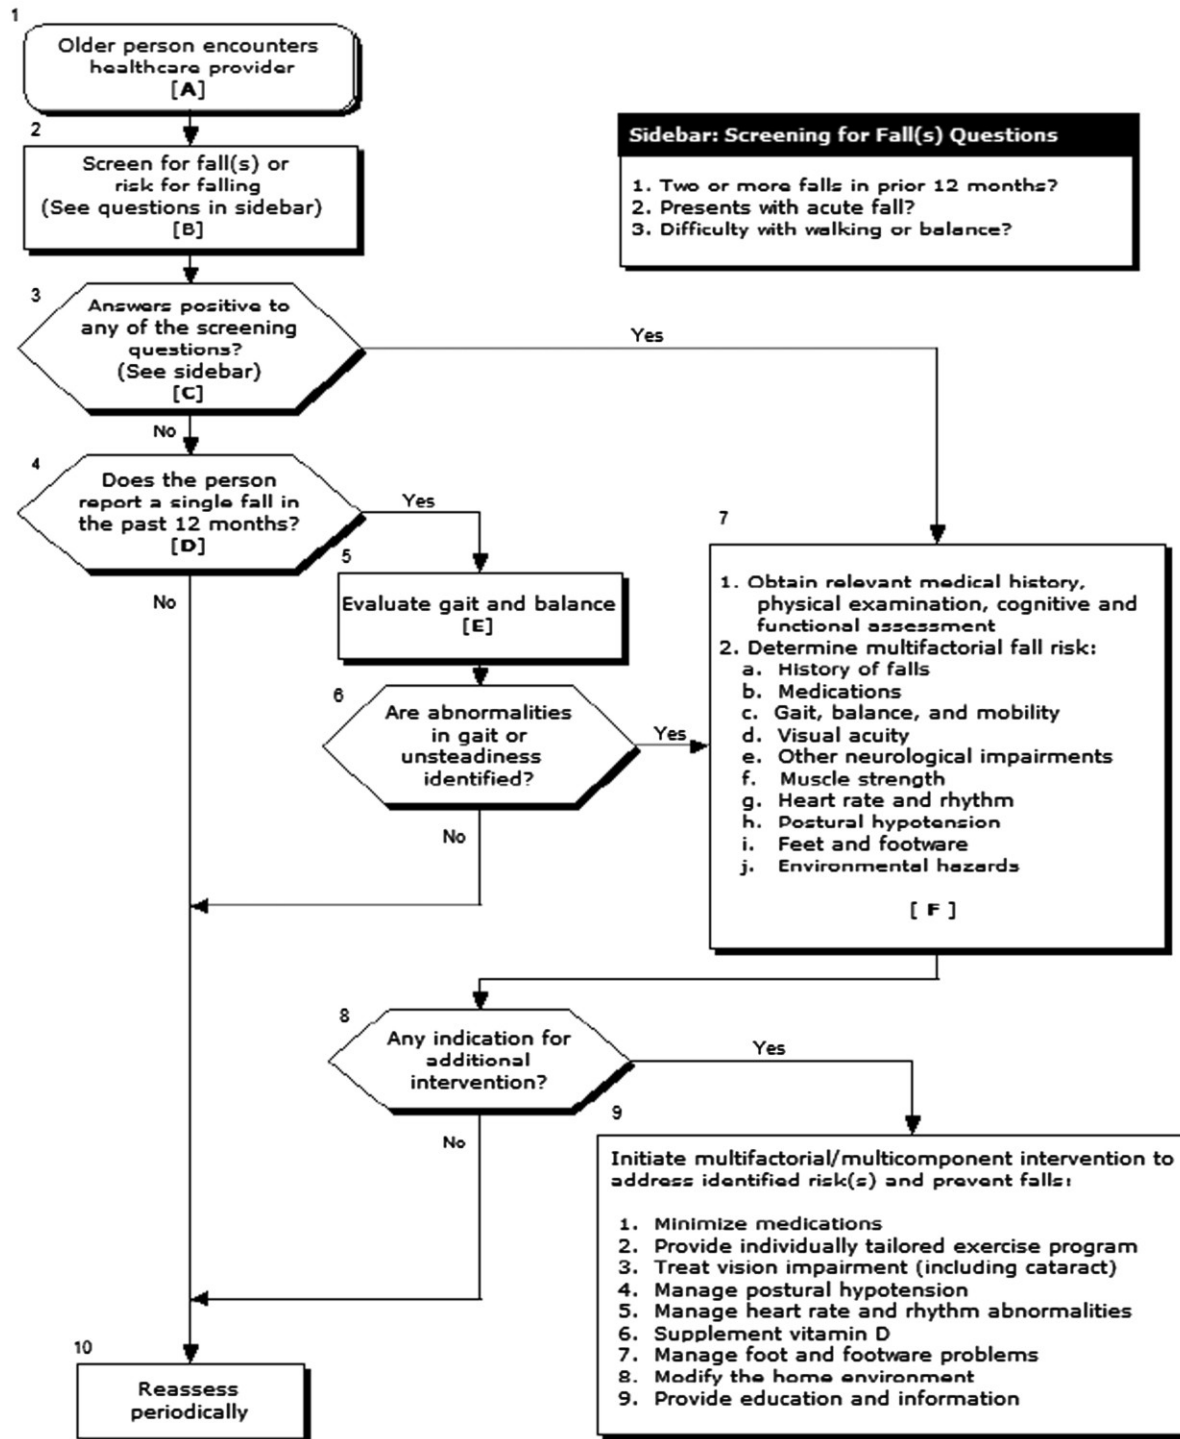 1
Older person encounters
healthcare provider
[A]
2
Screen for fall(s) or
risk for falling
(See questions in sidebar)
[B]
Sidebar: Screening for Fall(s) Questions
1. Two or more falls in prior 12 months?
2. Presents with acute fall?
3. Difficulty with walking or balance?
3
Answers positive to
any of the screening
questions?
(See sidebar)
[C]
Yes
No
4
Does the person
report a single fall in
the past 12 months?
[D]
Yes
No
5
Evaluate gait and balance
[E]
6
Are abnormalities
in gait or
unsteadiness
identified?
Yes
No
7
1. Obtain relevant medical history,
physical examination, cognitive and
functional assessment
2. Determine multifactorial fall risk:
a. History of falls
b. Medications
c. Gait, balance, and mobility
d. Visual acuity
e. Other neurological impairments
f. Muscle strength
g. Heart rate and rhythm
h. Postural hypotension
i. Feet and footware
j. Environmental hazards
[ F ]
8
Any indication for
additional
intervention?
Yes
No
9
Initiate multifactorial/multicomponent intervention to
address identified risk(s) and prevent falls:
1. Minimize medications
2. Provide individually tailored exercise program
3. Treat vision impairment (including cataract)
4. Manage postural hypotension
5. Manage heart rate and rhythm abnormalities
6. Supplement vitamin D
7. Manage foot and footware problems
8. Modify the home environment
9. Provide education and information
10
Reassess
periodically